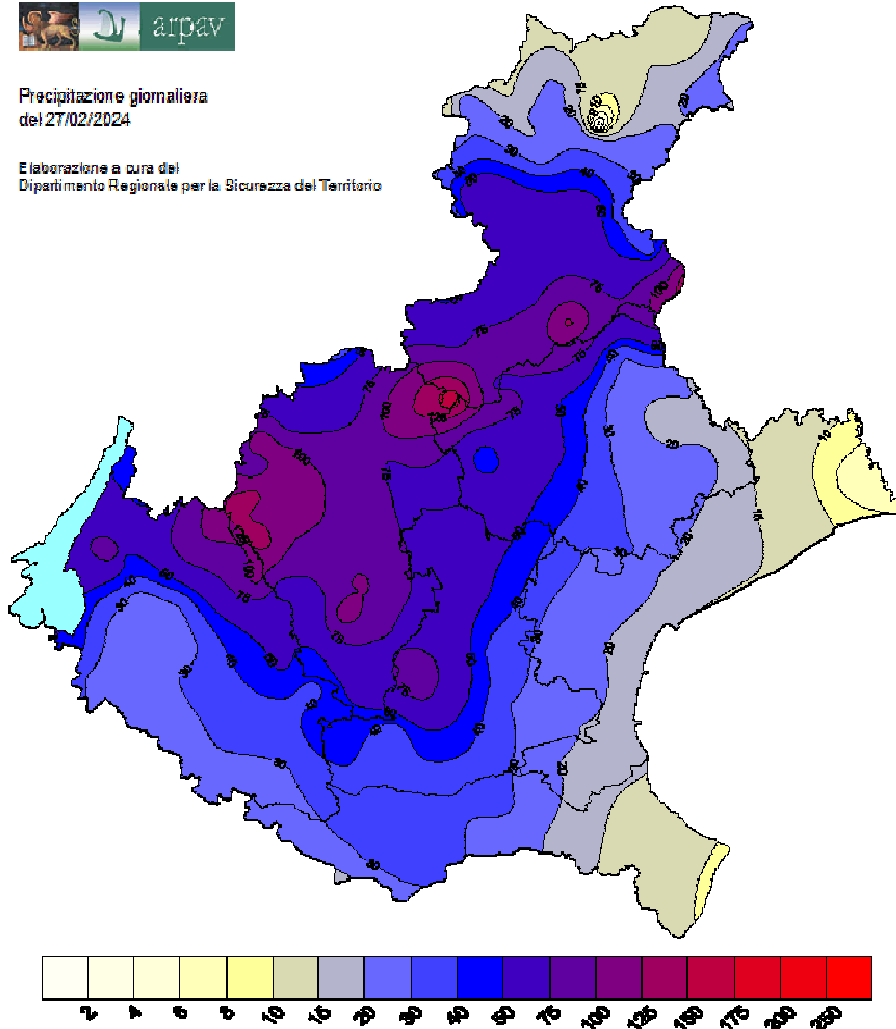 arpav
Precipitazione giornaliera
del 27/02/2024
Elaborazione a cura del
Dipartimento Regionale per la Sicurezza del Territorio
2 4 6 8 10 15 20 30 40 50 75 100 125 150 175 200 250